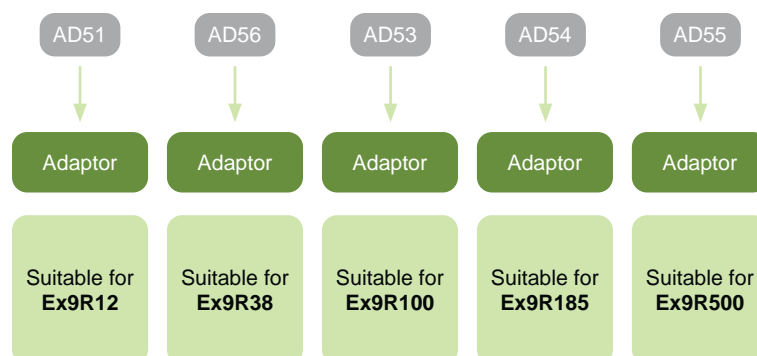 AD51 AD56 AD53 AD54 AD55
Adaptor Adaptor Adaptor Adaptor Adaptor
Suitable for Suitable for Suitable for Suitable for Suitable for
Ex9R12 Ex9R38 Ex9R100 Ex9R185 Ex9R500